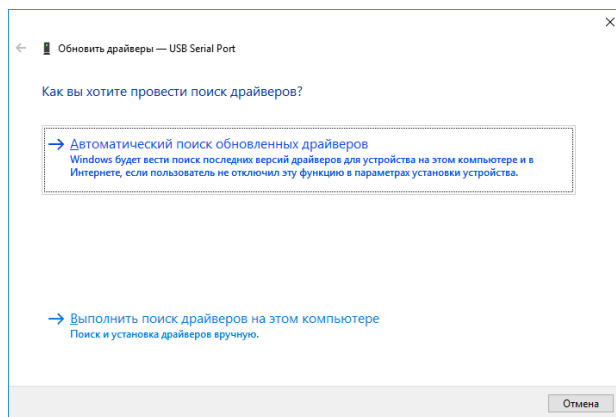 Обновить драйверы — USB Serial Port
Как вы хотите провести поиск драйверов?
Автоматический поиск обновленных драйверов
Windows будет вести поиск последних версий драйверов для устройства на этом компьютере и в
Интернете, если пользователь не отключил эту функцию в параметрах установки устройства.
Выполнить поиск драйверов на этом компьютере
Поиск и установка драйверов вручную.
Отмена